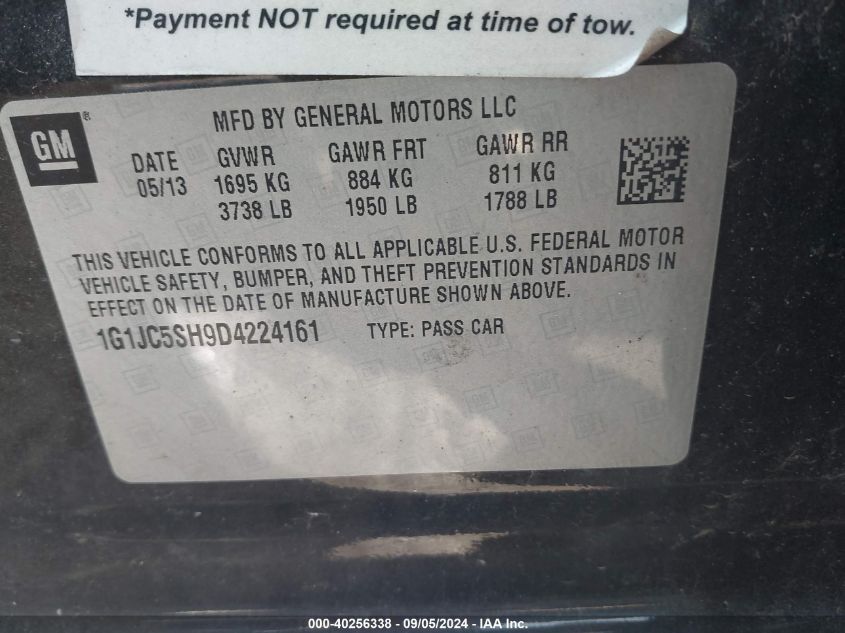 *Payment NOT required at time of tow.
GM®
MFD BY GENERAL MOTORS LLC
DATE GVWR GAWR FRT GAWR RR
05/13 1695 KG 884 KG 811 KG
3738 LB 1950 LB 1788 LB
THIS VEHICLE CONFORMS TO ALL APPLICABLE U.S. FEDERAL MOTOR
VEHICLE SAFETY, BUMPER, AND THEFT PREVENTION STANDARDS IN
EFFECT ON THE DATE OF MANUFACTURE SHOWN ABOVE.
1G1JC5SH9D4224161 TYPE: PASS CAR
000-40256338 - 09/05/2024 - IAA Inc.